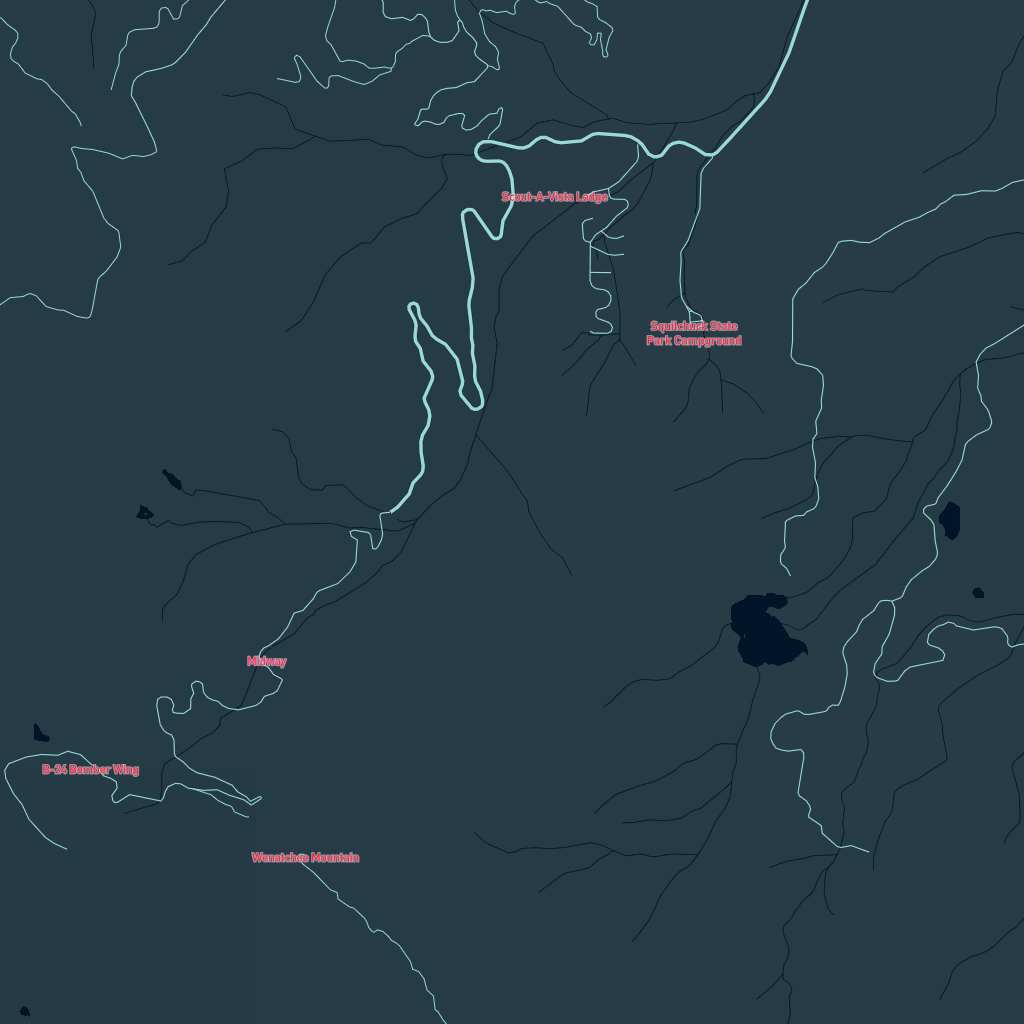 Scout-A-Vista Lodge
Squilchuck State
Park Campground
Midway
B-24 Bomber Wing
Wenatchee Mountain